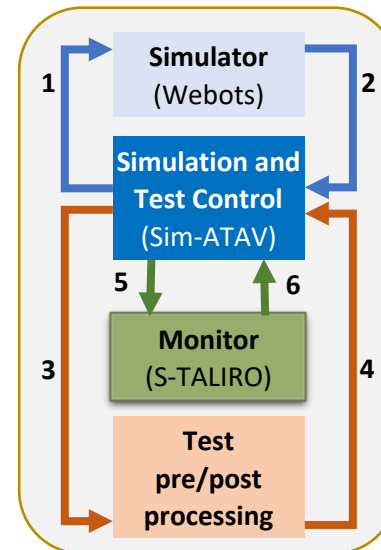 1
Simulator
(Webots)
2
Simulation and
Test Control
(Sim-ATAV)
5
6
3
Monitor
(S-TALIRO)
4
Test
pre/post
processing